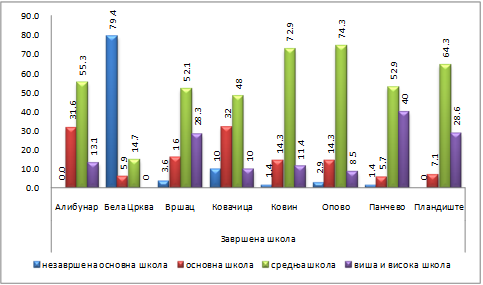 90.0
80.0
70.0
60.0
50.0
40.0
30.0
20.0
10.0
0.0
0.0 31.6 55.3 13.1
79.4 5.9 14.7 0
3.6 16 52.1 28.3
10 32 48 10
1.4 14.3 72.9 11.4
2.9 14.3 74.3 8.5
1.4 5.7 52.9 40
0 7.1 64.3 28.6
Алибунар Бела Црква Вршац Ковачица Ковин Опово Панчево Пландиште
Завршена школа
незавршена основна школа основна школа средња школа виша и висока школа